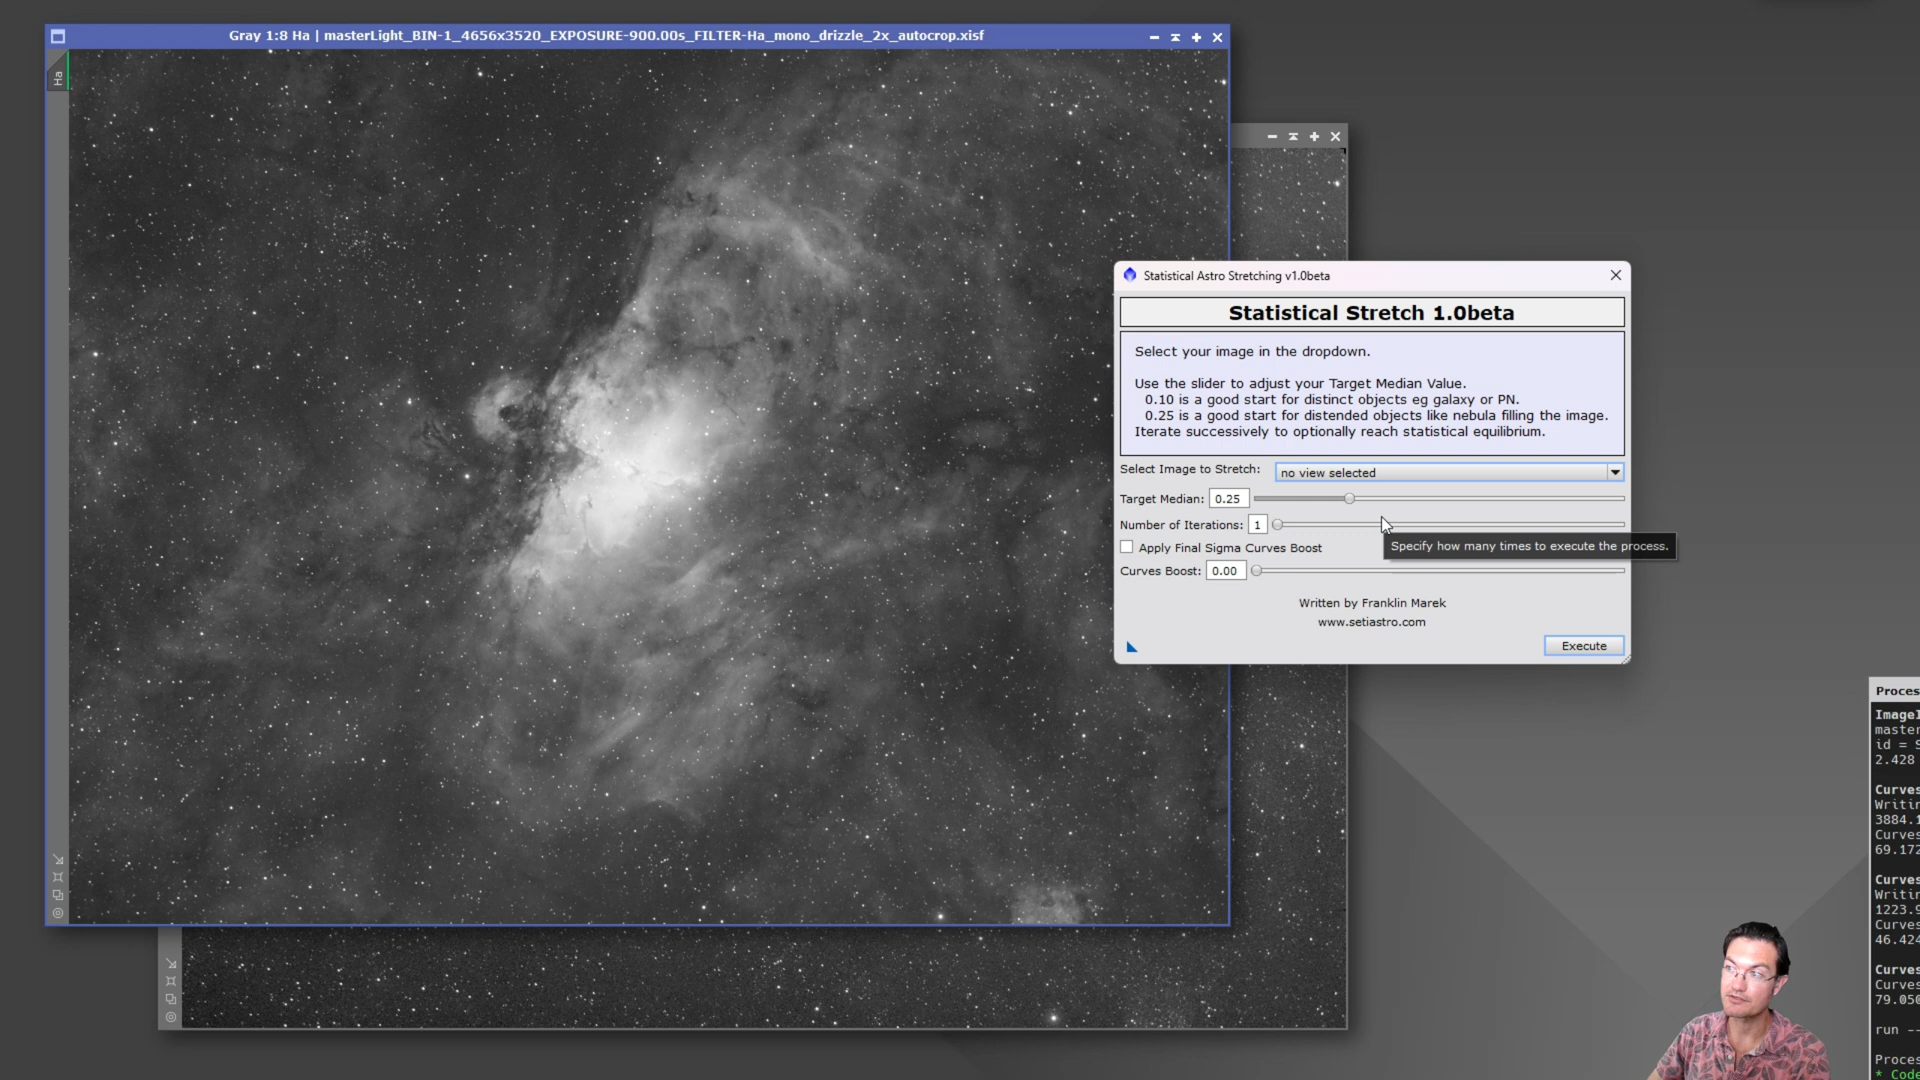 Gray 1:8 Ha | masterLight_BIN-1_4656x3520_EXPOSURE-900.00s_FILTER-Ha_mono_drizzle_2x_autocrop.xisf
Ha
Statistical Astro Stretching v1.0beta
Statistical Stretch 1.0beta
Select your image in the dropdown.
Use the slider to adjust your Target Median Value.
0.10 is a good start for distinct objects eg galaxy or PN.
0.25 is a good start for distended objects like nebula filling the image.
Iterate successively to optionally reach statistical equilibrium.
Select Image to Stretch: no view selected
Target Median: 0.25
Number of Iterations: 1
Apply Final Sigma Curves Boost
Specify how many times to execute the process.
Curves Boost: 0.00
Written by Franklin Marek
www.setiastro.com
Execute
Proces
ImageI
master
id = S
2.428
Curves
Writin
3884.1
Curves
69.172
Curves
Writin
1223.9
Curves
46.424
Curves
Curves
79.050
run --
Proces
* Code